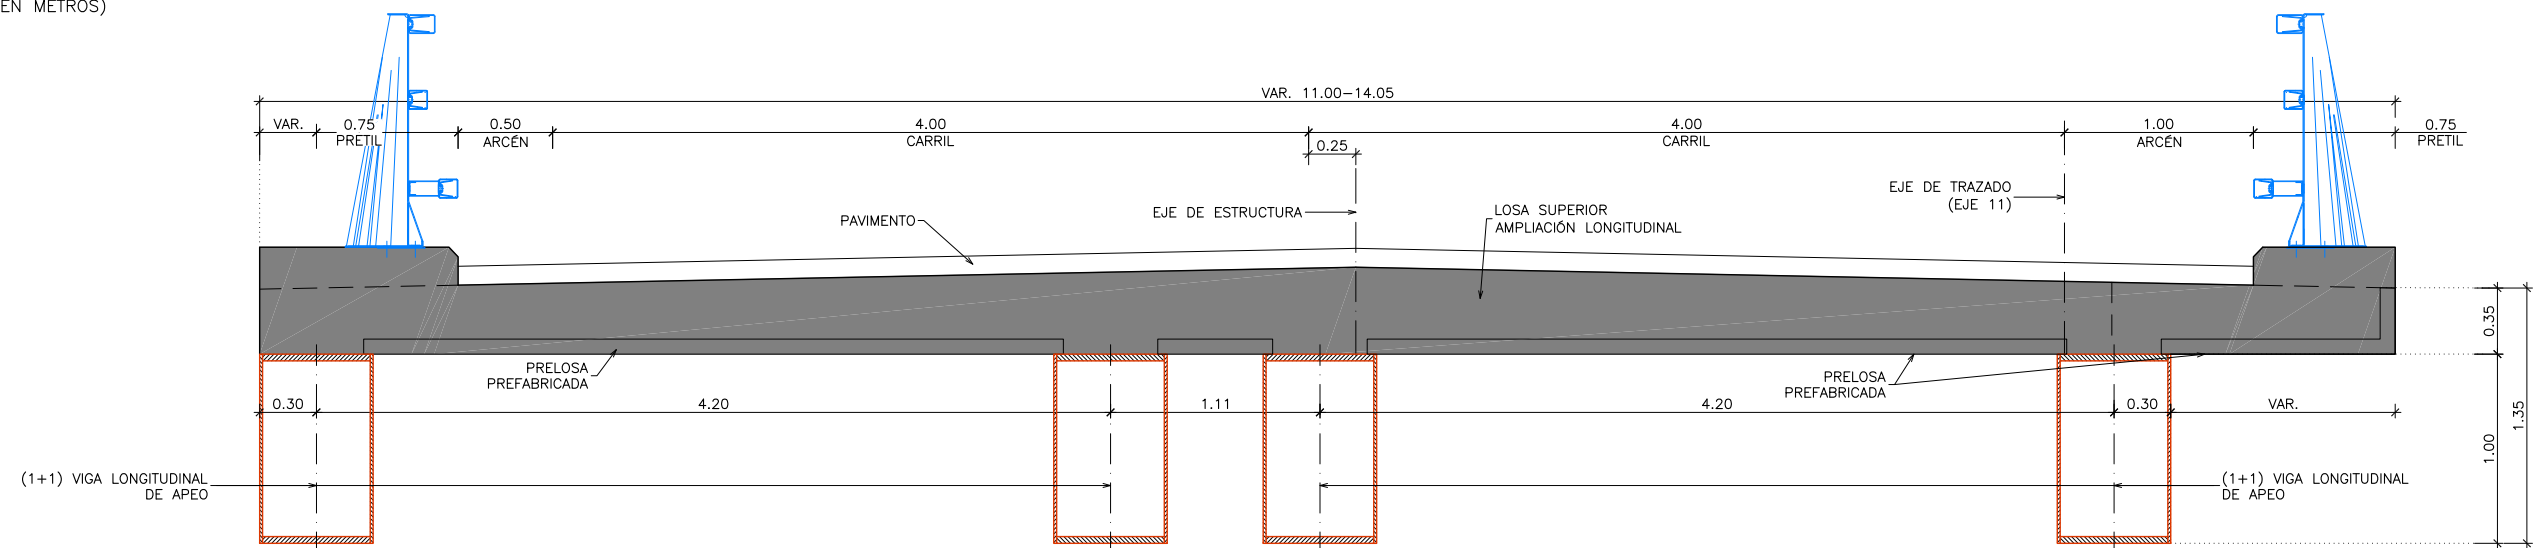 EN METROS)
VAR. 11.00-14.05
VAR.
0.75
PRETIL
0.50
ARCÉN
4.00
CARRIL
4.00
CARRIL
1.00
ARCÉN
0.75
PRETIL
0.25
EJE DE TRAZADO
(EJE 11)
PAVIMENTO
EJE DE ESTRUCTURA
LOSA SUPERIOR
AMPLIACIÓN LONGITUDINAL
0.35
1.35
PRELOSA
PREFABRICADA
PRELOSA
PREFABRICADA
0.30
4.20
1.11
4.20
0.30
VAR.
1.00
(1+1) VIGA LONGITUDINAL
DE APEO
(1+1) VIGA LONGITUDINAL
DE APEO